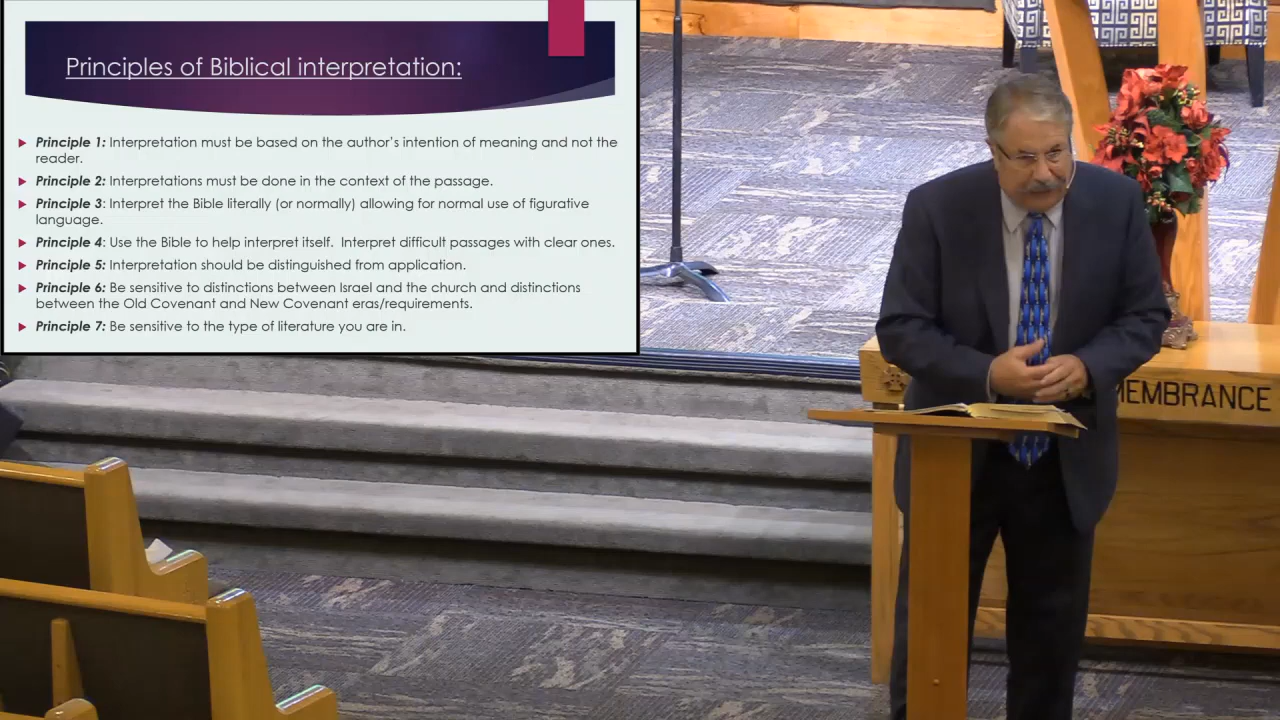 Principles of Biblical interpretation:
Principle 1: Interpretation must be based on the author's intention of meaning and not the
reader.
Principle 2: Interpretations must be done in the context of the passage.
Principle 3: Interpret the Bible literally (or normally) allowing for normal use of figurative
language.
Principle 4: Use the Bible to help interpret itself.  Interpret difficult passages with clear ones.
Principle 5: Interpretation should be distinguished from application.
Principle 6: Be sensitive to distinctions between Israel and the church and distinctions
between the Old Covenant and New Covenant eras/requirements.
Principle 7: Be sensitive to the type of literature you are in.
MEMBRANCE